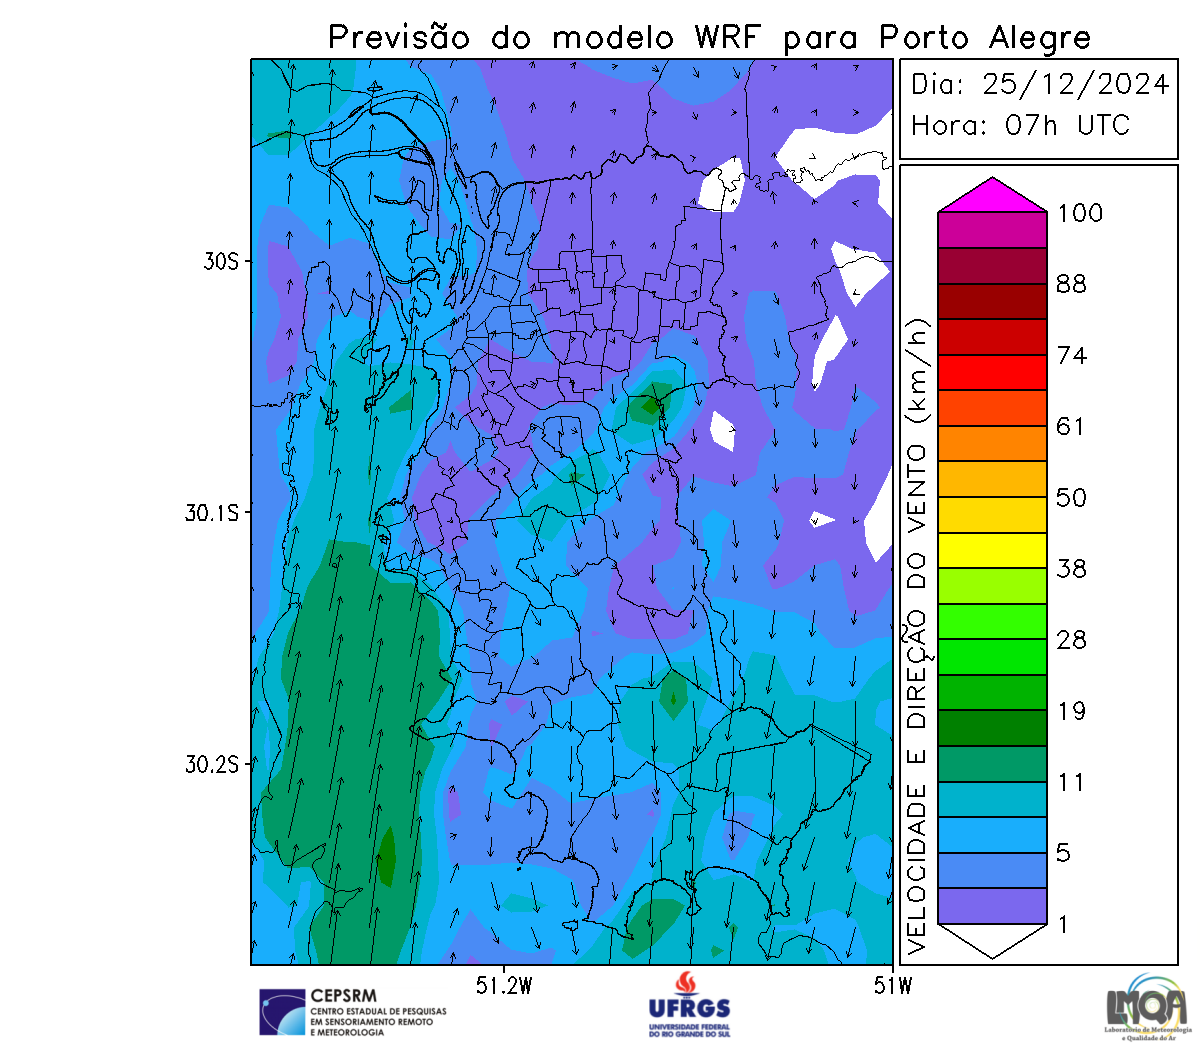 Previsão do modelo WRF para Porto Alegre
Dia: 25/12/2024
Hora: 07h UTC
30S
30.1S
30.2S
51.2W
51W
VELOCIDADE E DIREÇÃO DO VENTO (km/h)
100
88
74
61
50
38
28
19
11
5
1
CEPSRM
CENTRO ESTADUAL DE PESQUISAS
EM SENSORIAMENTO REMOTO
E METEOROLOGIA
UFRGS
UNIVERSIDADE FEDERAL
DO RIO GRANDE DO SUL
LMQA
Laboratório de Meteorologia
e Qualidade do Ar